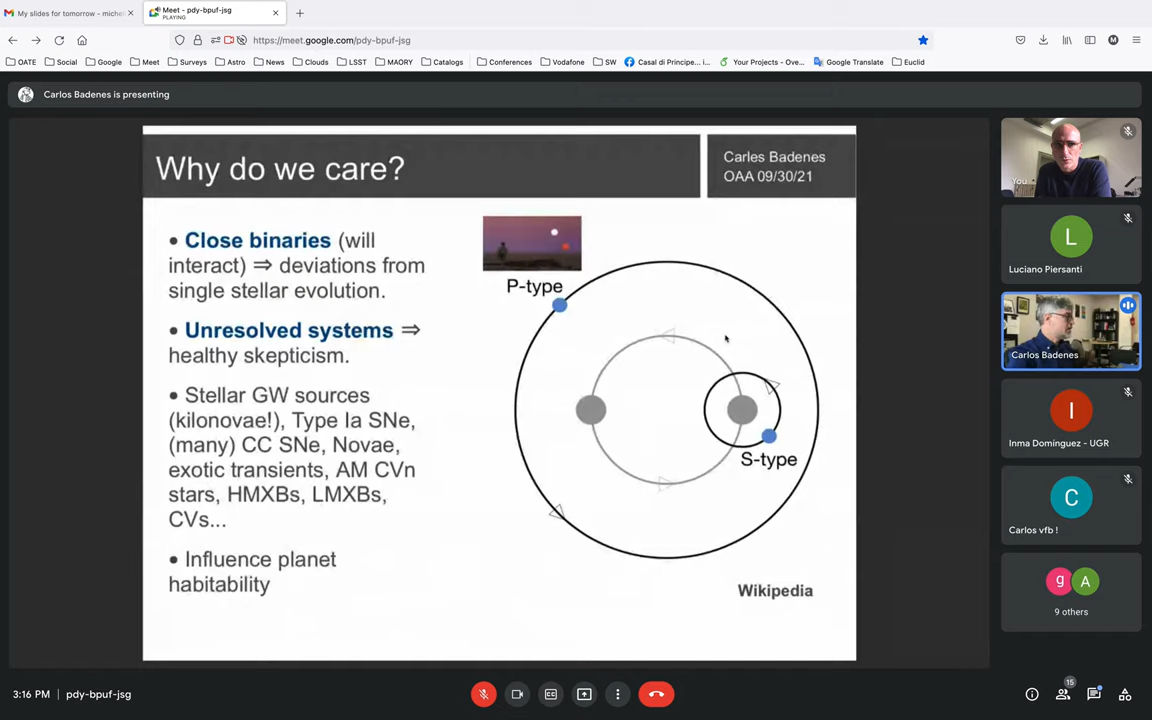 My slides for tomorrow - michel
Meet - pdy-bpuf-jsg
PLAYING
https://meet.google.com/pdy-bpuf-jsg
OATE
Social
Google
Meet
Surveys
Astro
News
Clouds
LSST
MAORY
Catalogs
Conferences
Vodafone
SW
Casal di Principe... i...
Your Projects - Ove...
Google Translate
Grucci
Euclid
M
Carlos Badenes is presenting
Why do we care?
Carles Badenes
OAA 09/30/21
• Close binaries (will
interact) ⇒ deviations from
single stellar evolution.
• Unresolved systems ⇒
healthy skepticism.
• Stellar GW sources
(kilonovae!), Type Ia SNe,
(many) CC SNe, Novae,
exotic transients, AM CVn
stars, HMXBs, LMXBs,
CVs...
• Influence planet
habitability
P-type
S-type
Wikipedia
You
L
Luciano Piersanti
Carlos Badenes
I
Inma Domínguez - UGR
C
Carlos vfb !
g
A
9 others
3:16 PM
pdy-bpuf-jsg
CC
15